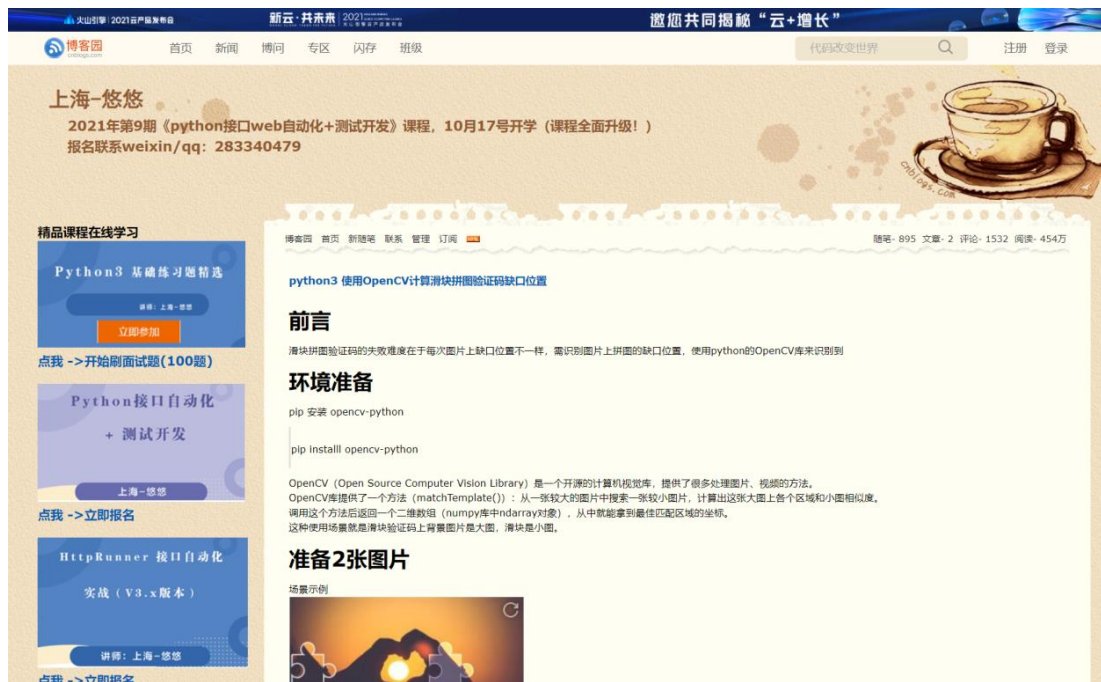 火山引擎 | 2021云产品发布会
新云·共未来 2021
邀您共同揭秘“云+增长”
博客园
cnblogs.com
首页 新闻 博问 专区 闪存 班级
代码改变世界
注册 登录
上海-悠悠
2021年第9期《python接口web自动化+测试开发》课程，10月17号开学（课程全面升级！）
报名联系weixin/qq：283340479
cnblogs.com
精品课程在线学习
Python3 基础练习题精选
讲师：上海-悠悠
立即参加
点我 ->开始刷面试题(100题)
Python接口自动化
+ 测试开发
上海-悠悠
点我 ->立即报名
HttpRunner 接口自动化
实战（V3.x版本）
讲师：上海-悠悠
点我 ->立即报名
博客园 首页 新随笔 联系 管理 订阅
随笔- 895 文章- 2 评论- 1532 阅读- 454万
python3 使用OpenCV计算滑块拼图验证码缺口位置
前言
滑块拼图验证码的失败难度在于每次图片上缺口位置不一样，需识别图片上拼图的缺口位置，使用python的OpenCV库来识别到
环境准备
pip 安装 opencv-python
pip installl opencv-python
OpenCV（Open Source Computer Vision Library）是一个开源的计算机视觉库，提供了很多处理图片、视频的方法。
OpenCV库提供了一个方法（matchTemplate()）：从一张较大的图片中搜索一张较小图片，计算出这张大图上各个区域和小图相似度。
调用这个方法后返回一个二维数组（numpy库中ndarray对象），从中就能拿到最佳匹配区域的坐标。
这种使用场景就是滑块验证码上背景图片是大图，滑块是小图。
准备2张图片
场景示例